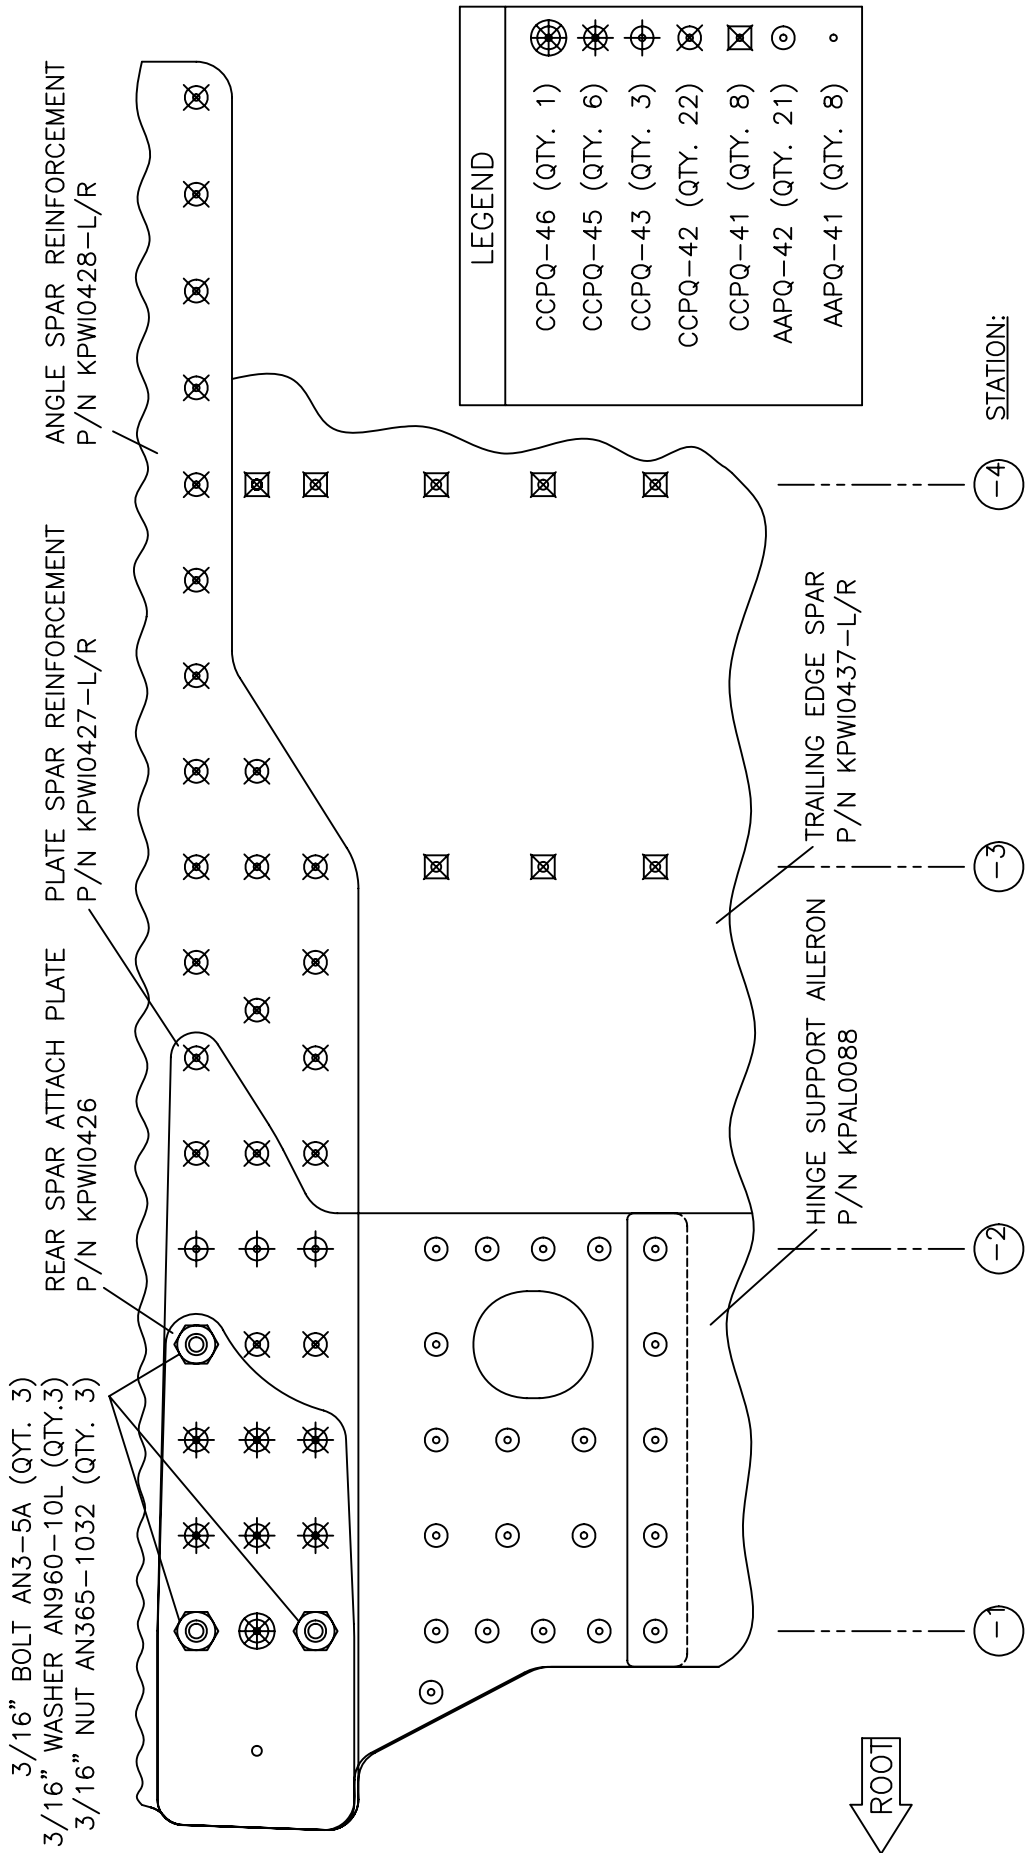 3/16" BOLT AN3-5A (QYT. 3)
3/16" WASHER AN960-10L (QTY.3)
3/16" NUT AN365-1032 (QTY. 3)
REAR SPAR ATTACH PLATE
P/N KPWI0426
PLATE SPAR REINFORCEMENT
P/N KPWI0427-L/R
ANGLE SPAR REINFORCEMENT
P/N KPWI0428-L/R
LEGEND
CCPQ-46 (QTY. 1)
CCPQ-45 (QTY. 6)
CCPQ-43 (QTY. 3)
CCPQ-42 (QTY. 22)
CCPQ-41 (QTY. 8)
AAPQ-42 (QTY. 21)
AAPQ-41 (QTY. 8)
HINGE SUPPORT AILERON
P/N KPAL0088
TRAILING EDGE SPAR
P/N KPWI0437-L/R
ROOT
-1
-2
-3
-4
STATION: